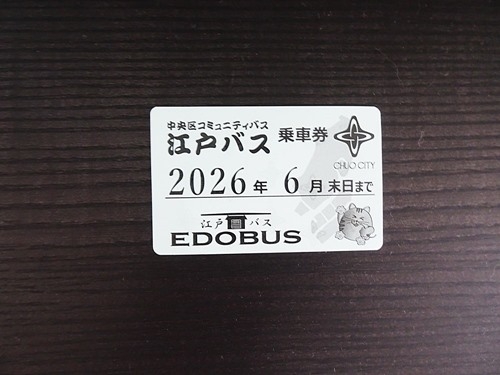 中央区コミュニティバス
江戸バス 乗車券
CHUO CITY
2026年 6月末日まで
江戸バス
EDOBUS